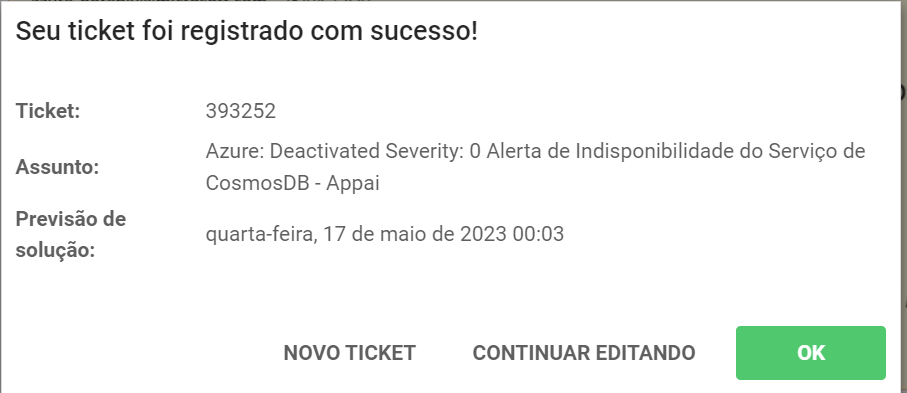 Seu ticket foi registrado com sucesso!
Ticket: 393252
Assunto: Azure: Deactivated Severity: 0 Alerta de Indisponibilidade do Serviço de
CosmosDB - Appai
Previsão de
solução: quarta-feira, 17 de maio de 2023 00:03
NOVO TICKET CONTINUAR EDITANDO OK